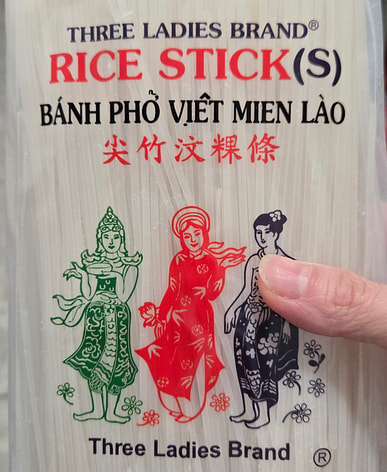 THREE LADIES BRAND®
RICE STICK(S)
BÁNH PHỞ VIỆT MIEN LÀO
尖竹汶粿條
Three Ladies Brand ®